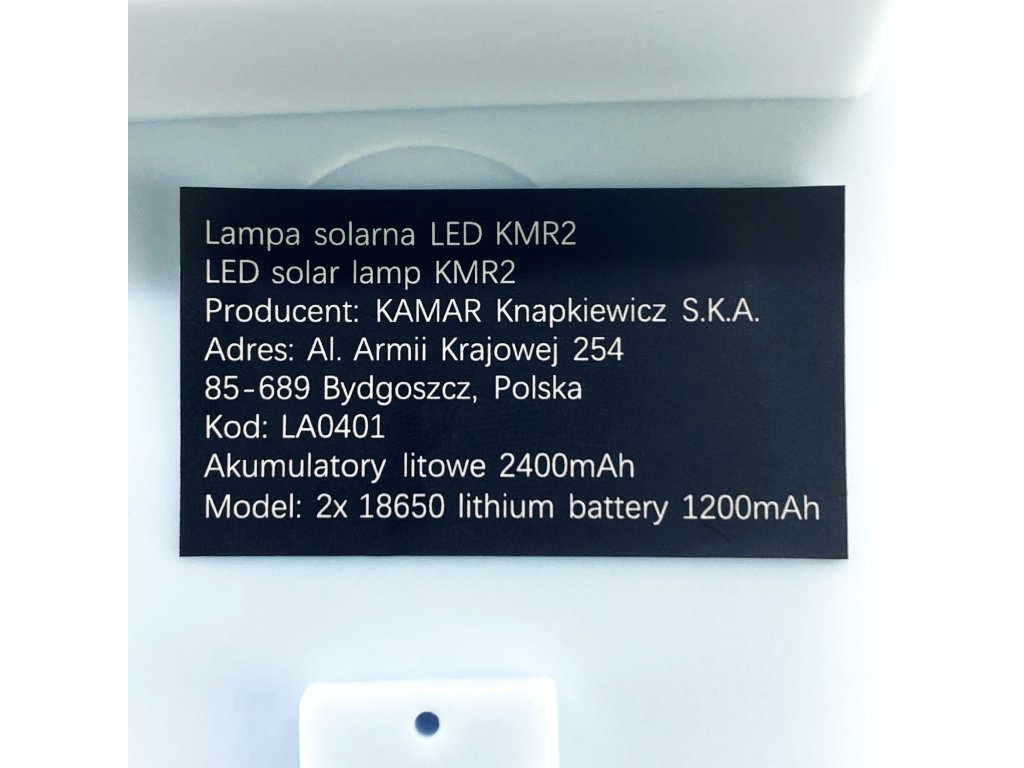 Lampa solarna LED KMR2
LED solar lamp KMR2
Producent: KAMAR Knapkiewicz S.K.A.
Adres: Al. Armii Krajowej 254
85-689 Bydgoszcz, Polska
Kod: LA0401
Akumulatory litowe 2400mAh
Model: 2x 18650 lithium battery 1200mAh